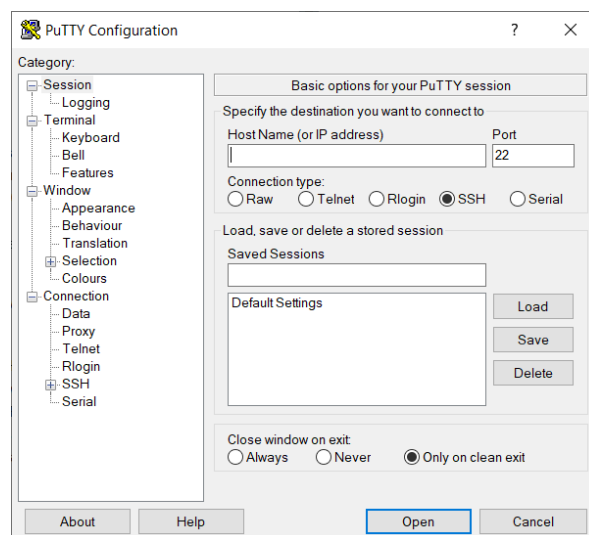 PuTTY Configuration ?
Category:
Session
Logging
Terminal
Keyboard
Bell
Features
Window
Appearance
Behaviour
Translation
Selection
Colours
Connection
Data
Proxy
Telnet
Rlogin
SSH
Serial
Basic options for your PuTTY session
Specify the destination you want to connect to
Host Name (or IP address) Port
22
Connection type:
Raw Telnet Rlogin SSH Serial
Load, save or delete a stored session
Saved Sessions
Default Settings
Load
Save
Delete
Close window on exit:
Always Never Only on clean exit
About Help Open Cancel